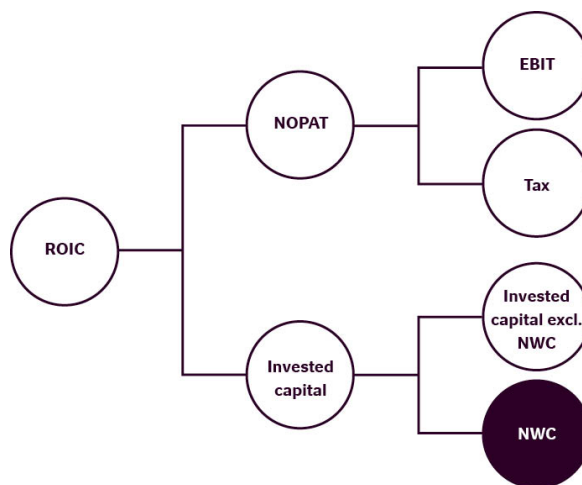 EBIT
NOPAT
Tax
ROIC
Invested
capital excl.
NWC
Invested
capital
NWC